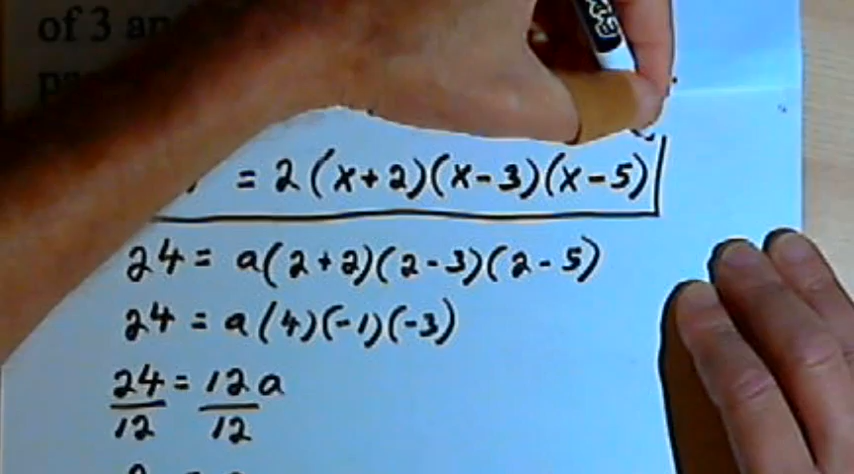 of 3
= 2(x+2)(x-3)(x-5)
24 = a(2+2)(2-3)(2-5)
24 = a(4)(-1)(-3)
24 = 12a
12 12